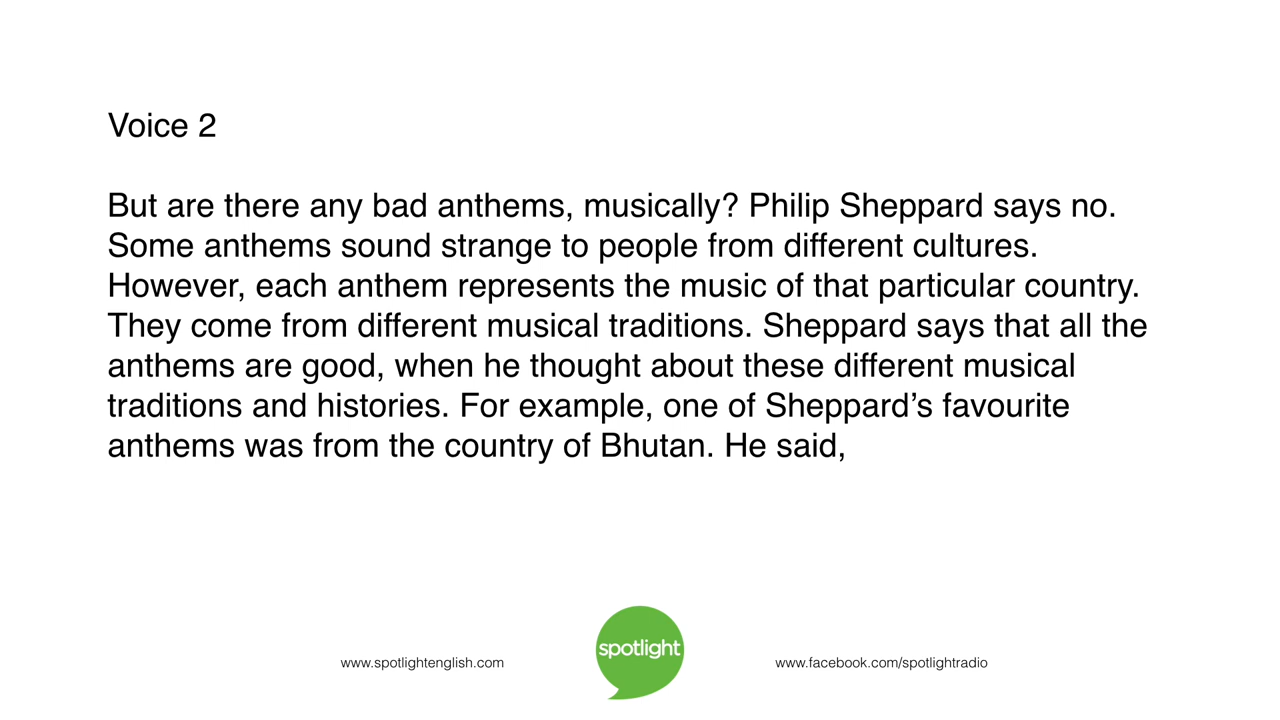 Voice 2
But are there any bad anthems, musically? Philip Sheppard says no.
Some anthems sound strange to people from different cultures.
However, each anthem represents the music of that particular country.
They come from different musical traditions. Sheppard says that all the
anthems are good, when he thought about these different musical
traditions and histories. For example, one of Sheppard’s favourite
anthems was from the country of Bhutan. He said,
www.spotlightenglish.com
spotlight
www.facebook.com/spotlightradio